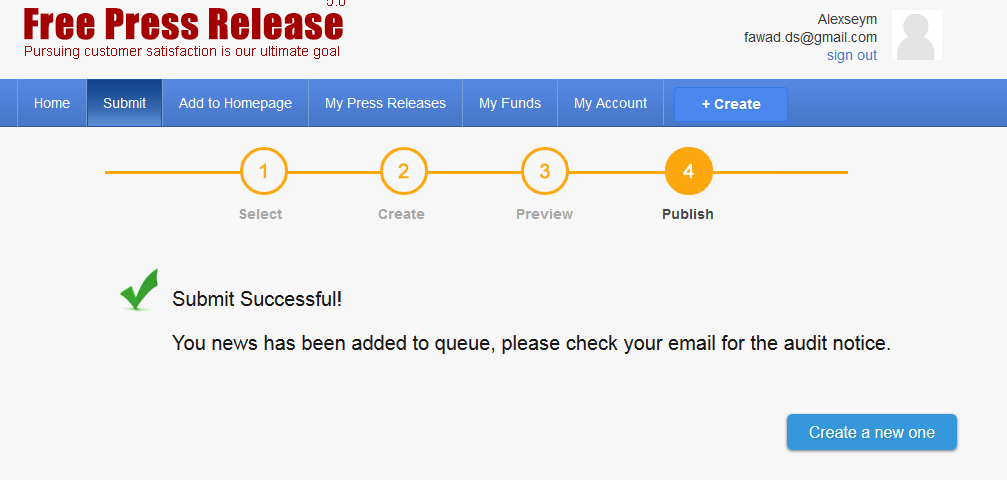 5.0
Free Press Release
Pursuing customer satisfaction is our ultimate goal
Alexseym
fawad.ds@gmail.com
sign out
Home
Submit
Add to Homepage
My Press Releases
My Funds
My Account
+ Create
1
2
3
4
Select
Create
Preview
Publish
Submit Successful!
You news has been added to queue, please check your email for the audit notice.
Create a new one